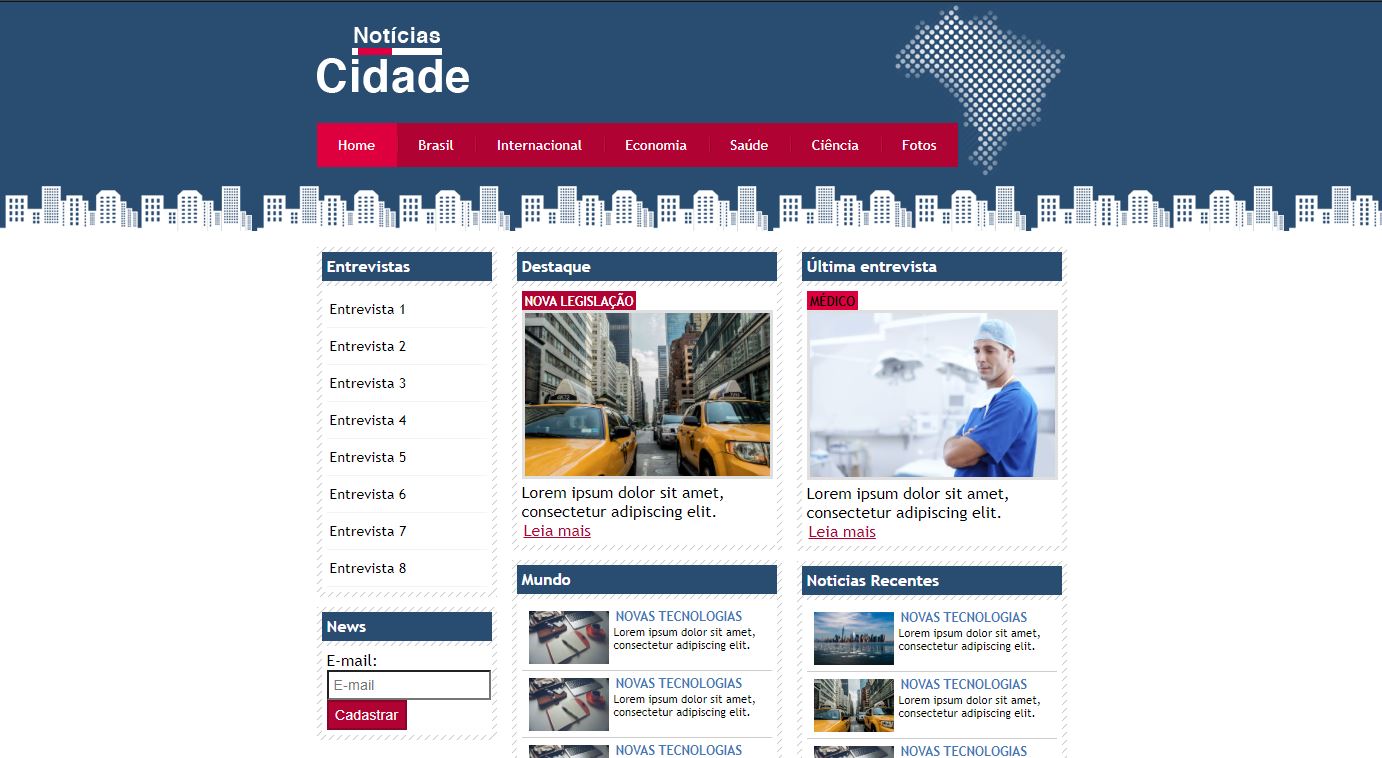 Notícias
Cidade
Home
Brasil
Internacional
Economia
Saúde
Ciência
Fotos
Entrevistas
Entrevista 1
Entrevista 2
Entrevista 3
Entrevista 4
Entrevista 5
Entrevista 6
Entrevista 7
Entrevista 8
News
E-mail:
E-mail
Cadastrar
Destaque
NOVA LEGISLAÇÃO
Lorem ipsum dolor sit amet,
consectetur adipiscing elit.
Leia mais
Mundo
NOVAS TECNOLOGIAS
Lorem ipsum dolor sit amet,
consectetur adipiscing elit.
NOVAS TECNOLOGIAS
Lorem ipsum dolor sit amet,
consectetur adipiscing elit.
NOVAS TECNOLOGIAS
Última entrevista
MÉDICO
Lorem ipsum dolor sit amet,
consectetur adipiscing elit.
Leia mais
Noticias Recentes
NOVAS TECNOLOGIAS
Lorem ipsum dolor sit amet,
consectetur adipiscing elit.
NOVAS TECNOLOGIAS
Lorem ipsum dolor sit amet,
consectetur adipiscing elit.
NOVAS TECNOLOGIAS